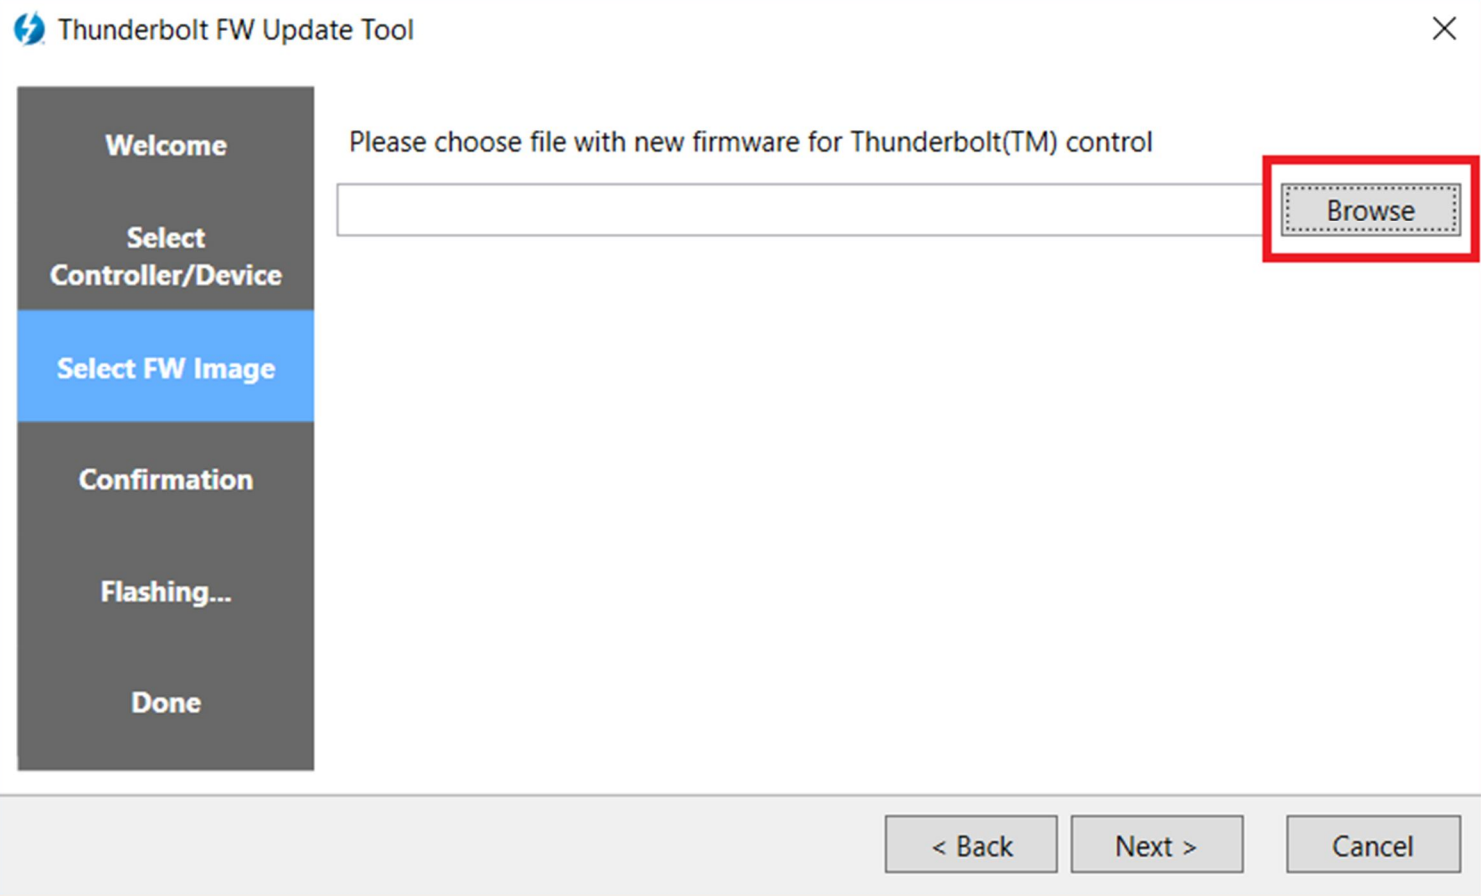 Thunderbolt FW Update Tool
Welcome
Select
Controller/Device
Select FW Image
Confirmation
Flashing...
Done
Please choose file with new firmware for Thunderbolt(TM) control
Browse
< Back
Next >
Cancel